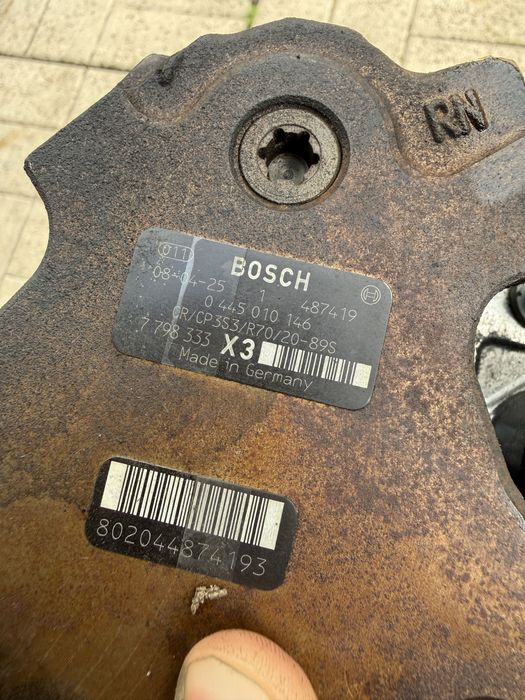 RN
011 BOSCH
08-04-25 1 487419
0 445 010 146
CR/CP3S3/R70/20-89S
7 798 333 X3
Made in Germany
802044874193